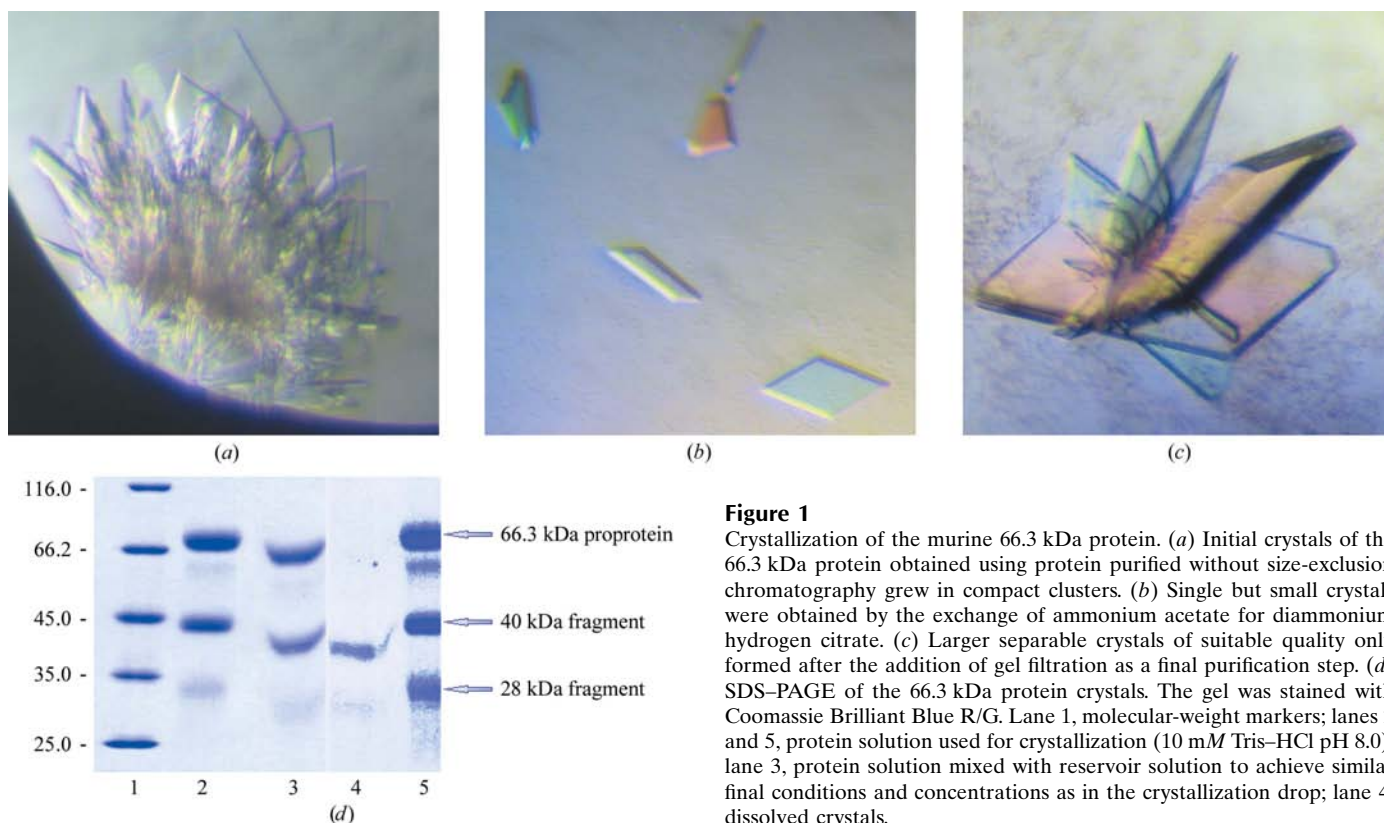 (a)
(b)
(c)
116.0 -
66.2 -
45.0 -
35.0 -
25.0 -
66.3 kDa proprotein
40 kDa fragment
28 kDa fragment
1 2 3 4 5
(d)
Figure 1
Crystallization of the murine 66.3 kDa protein. (a) Initial crystals of th
66.3 kDa protein obtained using protein purified without size-exclusion
chromatography grew in compact clusters. (b) Single but small crystal
were obtained by the exchange of ammonium acetate for diammonium
hydrogen citrate. (c) Larger separable crystals of suitable quality onl
formed after the addition of gel filtration as a final purification step. (d
SDS–PAGE of the 66.3 kDa protein crystals. The gel was stained wit
Coomassie Brilliant Blue R/G. Lane 1, molecular-weight markers; lanes
and 5, protein solution used for crystallization (10 mM Tris–HCl pH 8.0)
lane 3, protein solution mixed with reservoir solution to achieve simila
final conditions and concentrations as in the crystallization drop; lane 4
dissolved crystals.